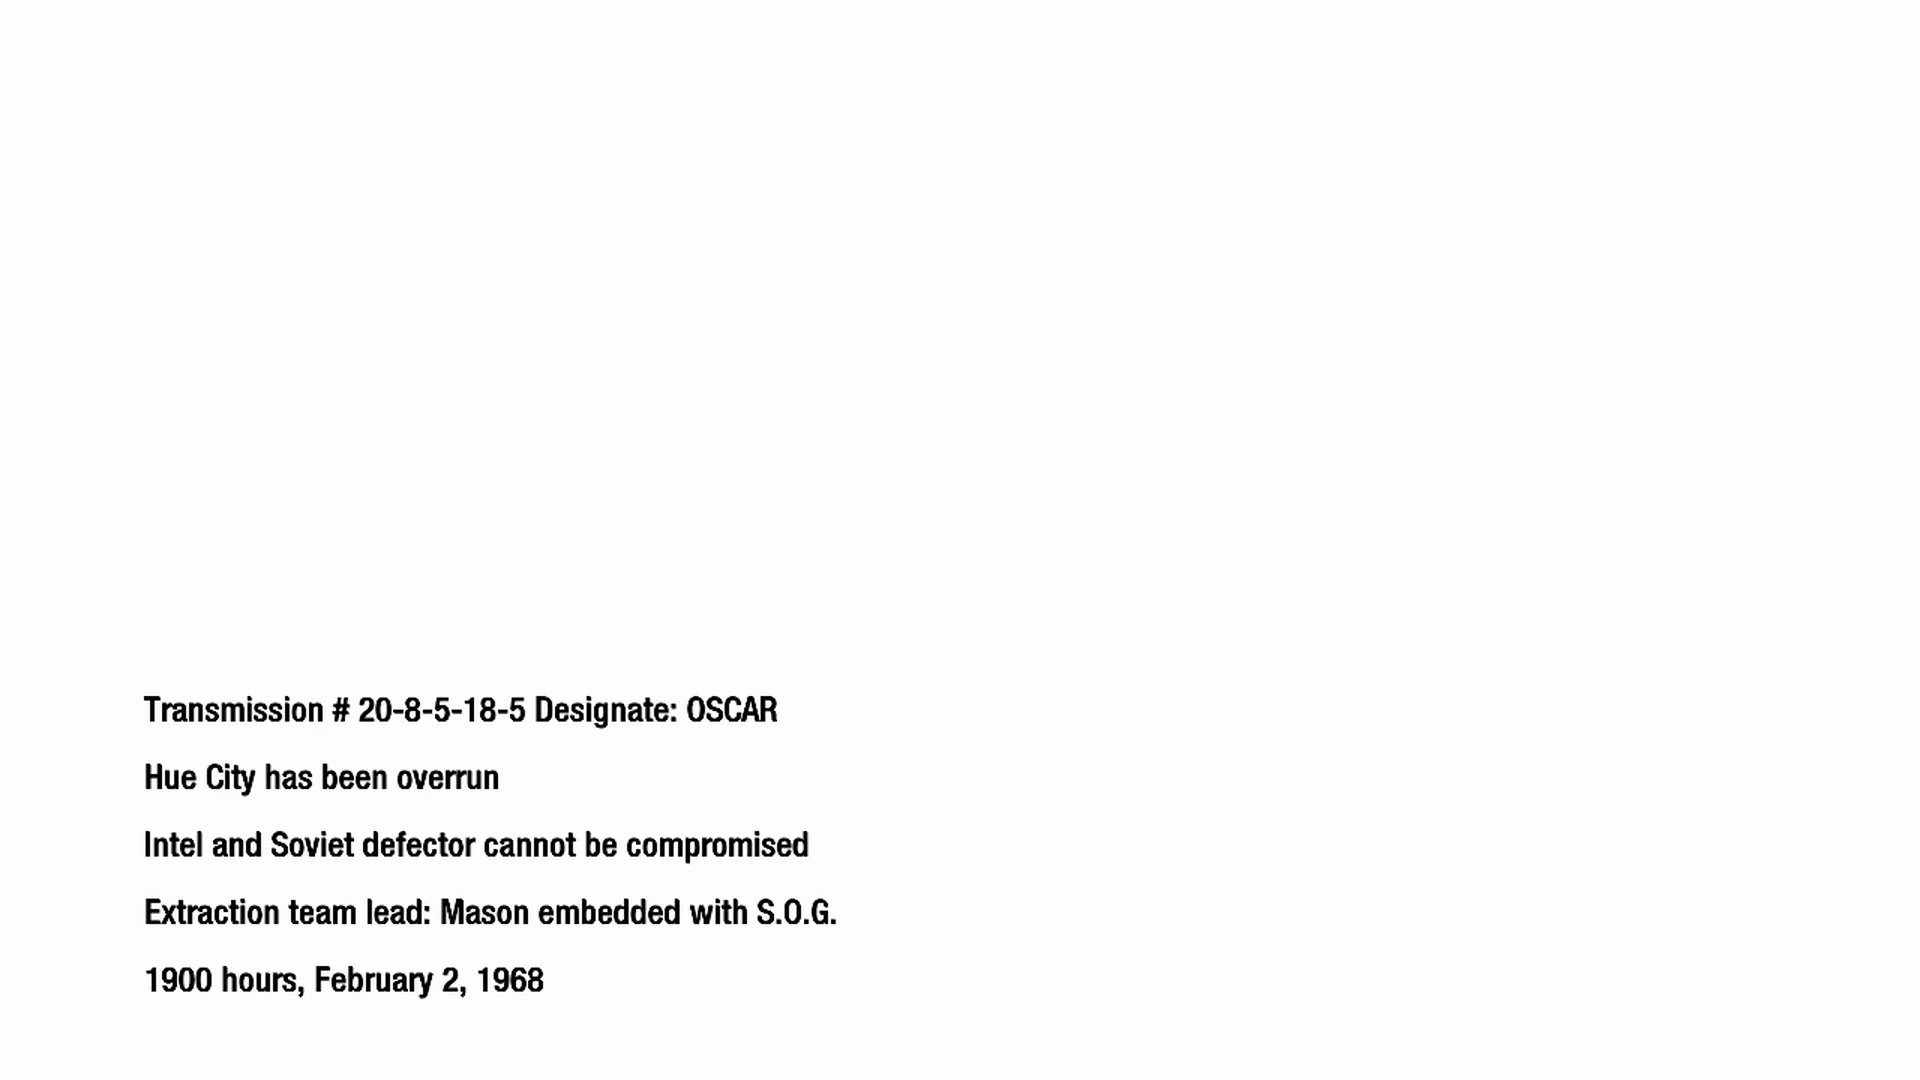 Transmission # 20-8-5-18-5 Designate: OSCAR
Hue City has been overrun
Intel and Soviet defector cannot be compromised
Extraction team lead: Mason embedded with S.O.G.
1900 hours, February 2, 1968